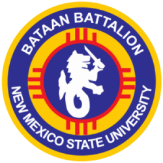 BATAAN BATTALION
NEW MEXICO STATE UNIVERSITY